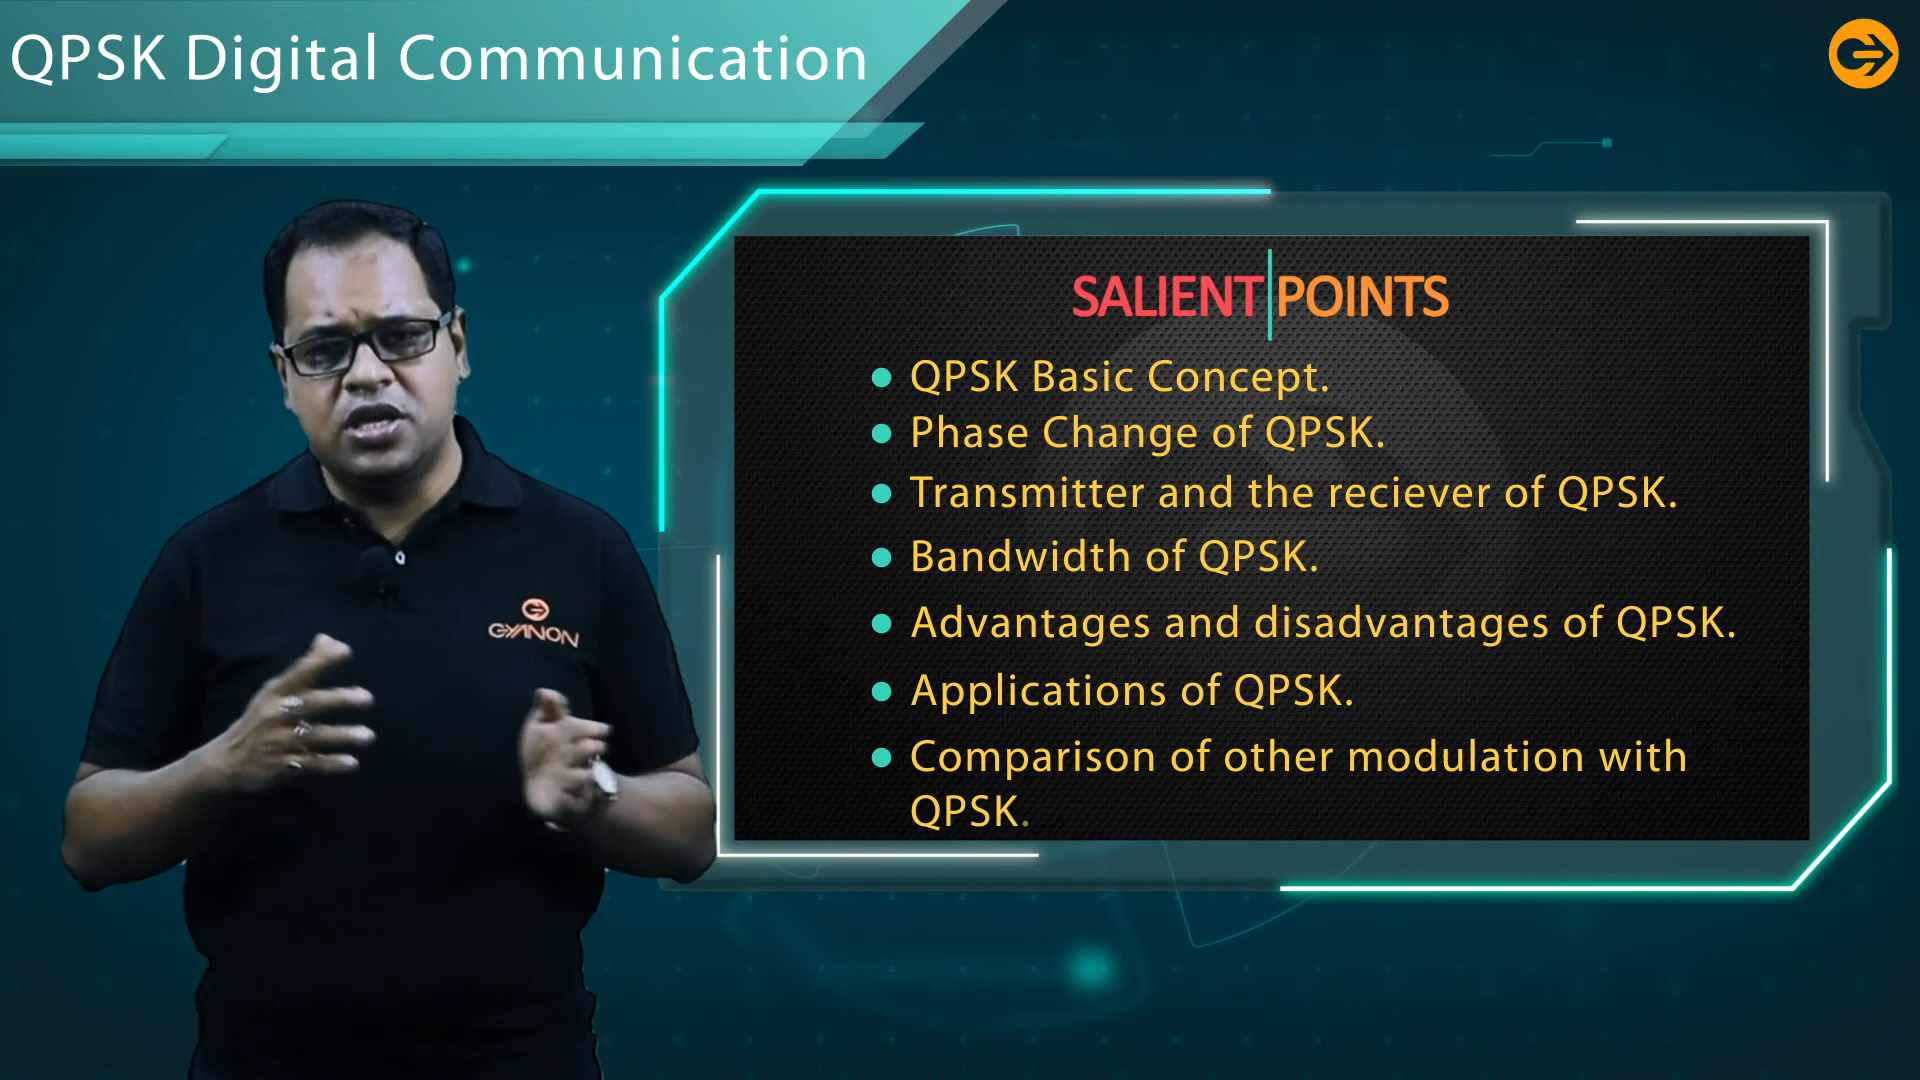 QPSK Digital Communication
SALIENT POINTS
QPSK Basic Concept.
Phase Change of QPSK.
Transmitter and the reciever of QPSK.
Bandwidth of QPSK.
Advantages and disadvantages of QPSK.
Applications of QPSK.
Comparison of other modulation with
QPSK.
GYANON